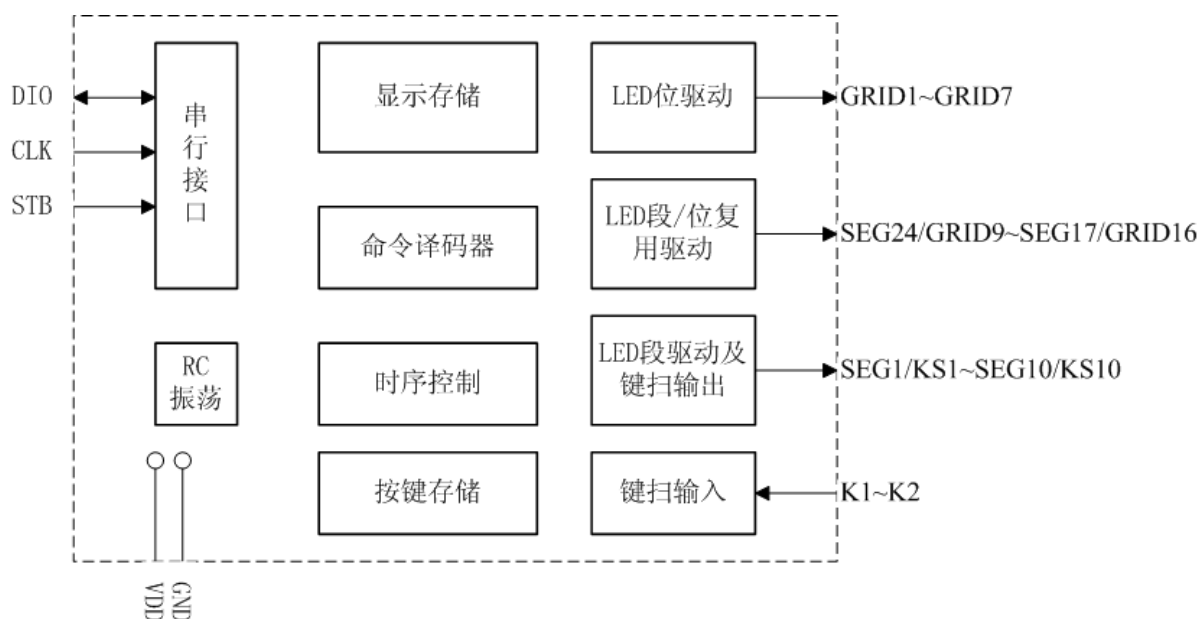 DIO
CLK
STB
串
行
接
口
显示存储
LED位驱动
GRID1~GRID7
命令译码器
LED段/位复
用驱动
SEG24/GRID9~SEG17/GRID16
RC
振荡
时序控制
LED段驱动及
键扫输出
SEG1/KS1~SEG10/KS10
按键存储
键扫输入
K1~K2
VDD
GND